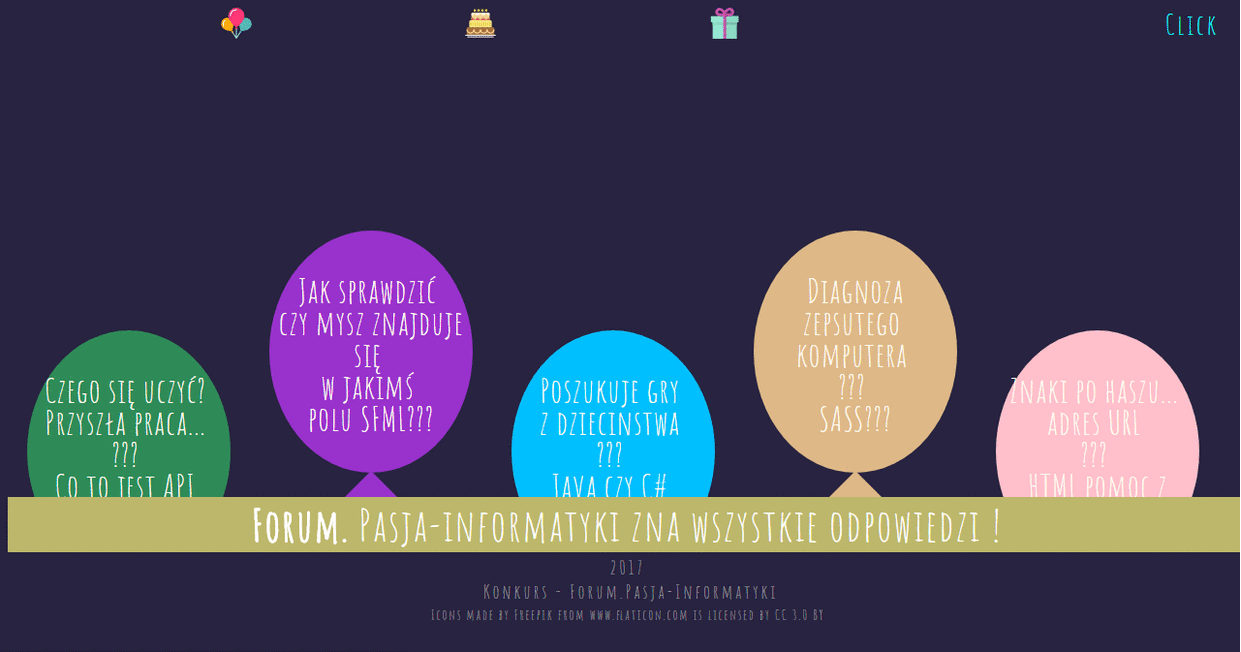 Click
Jak sprawdzić
czy mysz znajduje
się
w jakimś
polu SFML???
Diagnoza
zepsutego
komputera
???
SASS???
Czego się uczyć?
Przyszła praca...
???
Co to test API
Poszukuje gry
z dziecinstwa
???
Java czy C#
Znaki po haszu...
adres URL
???
HTML pomoc z
Forum. Pasja-informatyki zna wszystkie odpowiedzi !
2017
Konkurs - Forum.Pasja-Informatyki
Icons made by Freepik from www.flaticon.com is licensed by CC 3.0 BY